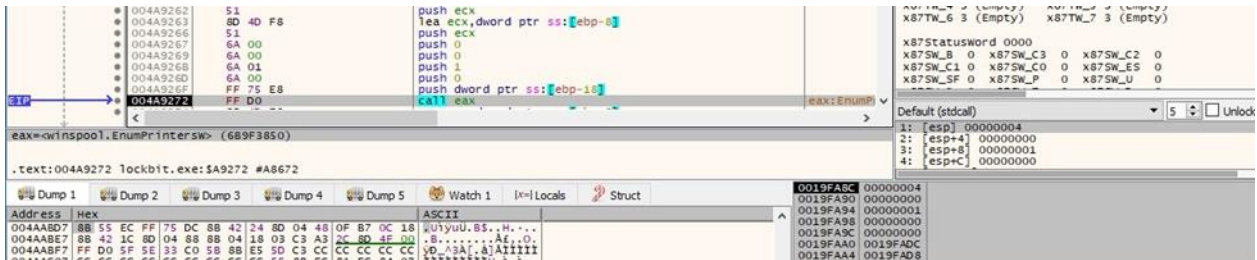 004A9262 51 push ecx
004A9263 8D 4D F8 lea ecx,dword ptr ss:[ebp-8]
004A9266 51 push ecx
004A9267 6A 00 push 0
004A9269 6A 00 push 0
004A926B 6A 01 push 1
004A926D 6A 00 push 0
004A926F FF 75 E8 push dword ptr ss:[ebp-18]
EIP 004A9272 FF D0 call eax eax:EnumP
x87TW_6 3 (Empty) x87TW_7 3 (Empty)
x87StatusWord 0000
x87SW_B 0 x87SW_C3 0 x87SW_C2 0
x87SW_C1 0 x87SW_C0 0 x87SW_ES 0
x87SW_SF 0 x87SW_P 0 x87SW_U 0
Default (stdcall) 5 Unlock
1: [esp] 00000004
2: [esp+4] 00000000
3: [esp+8] 00000001
4: [esp+C] 00000000
eax=<winspool.EnumPrintersW> (6B9F3850)
.text:004A9272 lockbit.exe:$A9272 #A8672
Dump 1 Dump 2 Dump 3 Dump 4 Dump 5 Watch 1 [x=] Locals Struct
Address Hex ASCII
004AABD7 8B 55 EC FF 75 DC 8B 42 24 8D 04 48 0F B7 0C 18
004AABE7 8B 42 1C 8D 04 88 8B 04 18 03 C3 A3 2C 8D 4F 00
004AABF7 FF D0 5F 5E 33 C0 5B 8B E5 5D C3 CC CC CC CC CC
0019FA8C 00000004
0019FA90 00000000
0019FA94 00000001
0019FA98 00000000
0019FA9C 00000000
0019FAA0 0019FADC
0019FAA4 0019FAD8